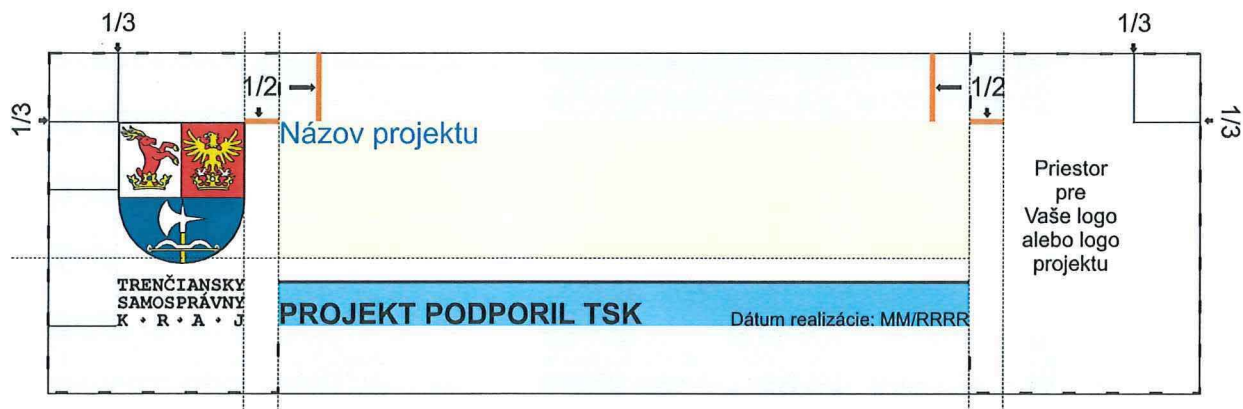 1/3
1/3
1/2
1/2
1/3
1/3
Názov projektu
Priestor
pre
Vaše logo
alebo logo
projektu
TRENČIANSKY
SAMOSPRÁVNY
K • R • A • J
PROJEKT PODPORIL TSK
Dátum realizácie: MM/RRRR